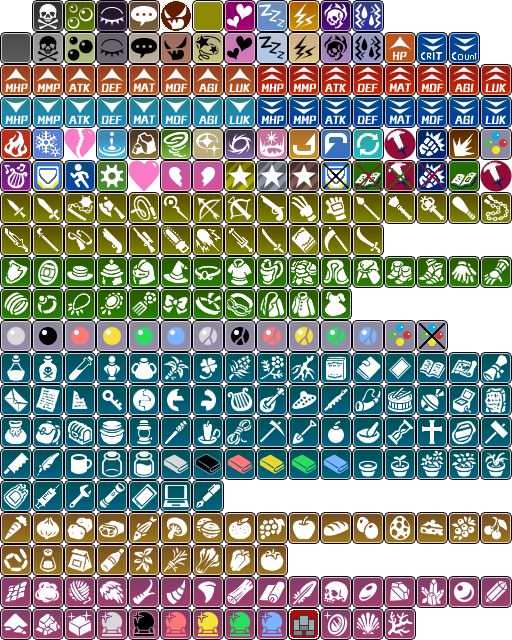 HP CRIT Count
MHP MMP ATK DEF MAT MDF AGI LUK MHP MMP ATK DEF MAT MDF AGI LUK
MHP MMP ATK DEF MAT MDF AGI LUK MHP MMP ATK DEF MAT MDF AGI LUK